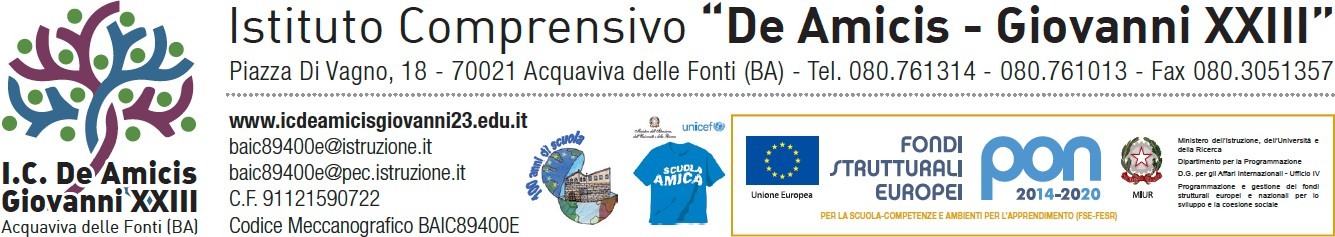 Istituto Comprensivo “De Amicis - Giovanni XXIII”
Piazza Di Vagno, 18 - 70021 Acquaviva delle Fonti (BA) - Tel. 080.761314 - 080.761013 - Fax 080.3051357
I.C. De Amicis
Giovanni XXIII
Acquaviva delle Fonti (BA)
www.icdeamicisgiovanni23.edu.it
baic89400e@istruzione.it
baic89400e@pec.istruzione.it
C.F. 91121590722
Codice Meccanografico BAIC89400E
100 anni di scuola
unicef
SCUOLA
AMICA
Unione Europea
FONDI
STRUTTURALI
EUROPEI
pon
2014-2020
MIUR
Ministero dell'Istruzione, dell'Università e
della Ricerca
Dipartimento per la Programmazione
D.G. per gli Affari Internazionali - Ufficio IV
Programmazione e gestione dei fondi
strutturali europei e nazionali per lo
sviluppo e la coesione sociale
PER LA SCUOLA-COMPETENZE E AMBIENTI PER L'APPRENDIMENTO (FSE-FESR)